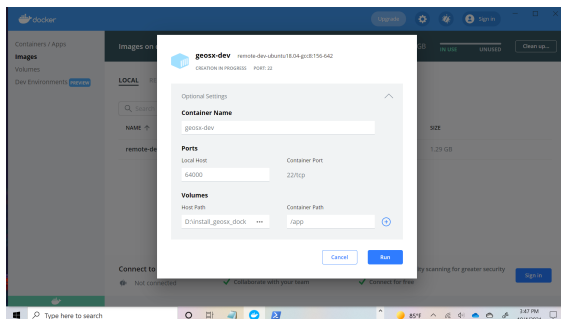 docker
Upgrade
Sign in
Containers / Apps
Images
Volumes
Dev Environments PREVIEW
Images on
GB IN USE UNUSED Clean up...
LOCAL
Search
NAME ↑ SIZE
remote-de 1.29 GB
geosx-dev remote-dev-ubuntu18.04-gcc8:156-642
CREATION IN PROGRESS PORT: 22
Optional Settings
Container Name
geosx-dev
Ports
Local Host Container Port
64000 22/tcp
Volumes
Host Path Container Path
D:\install_geosx_dock ••• /app
Cancel Run
Connect to
ity scanning for greater security
Not connected
Collaborate with your team
Connect for free
Sign in
Type here to search
85°F
3:47 PM